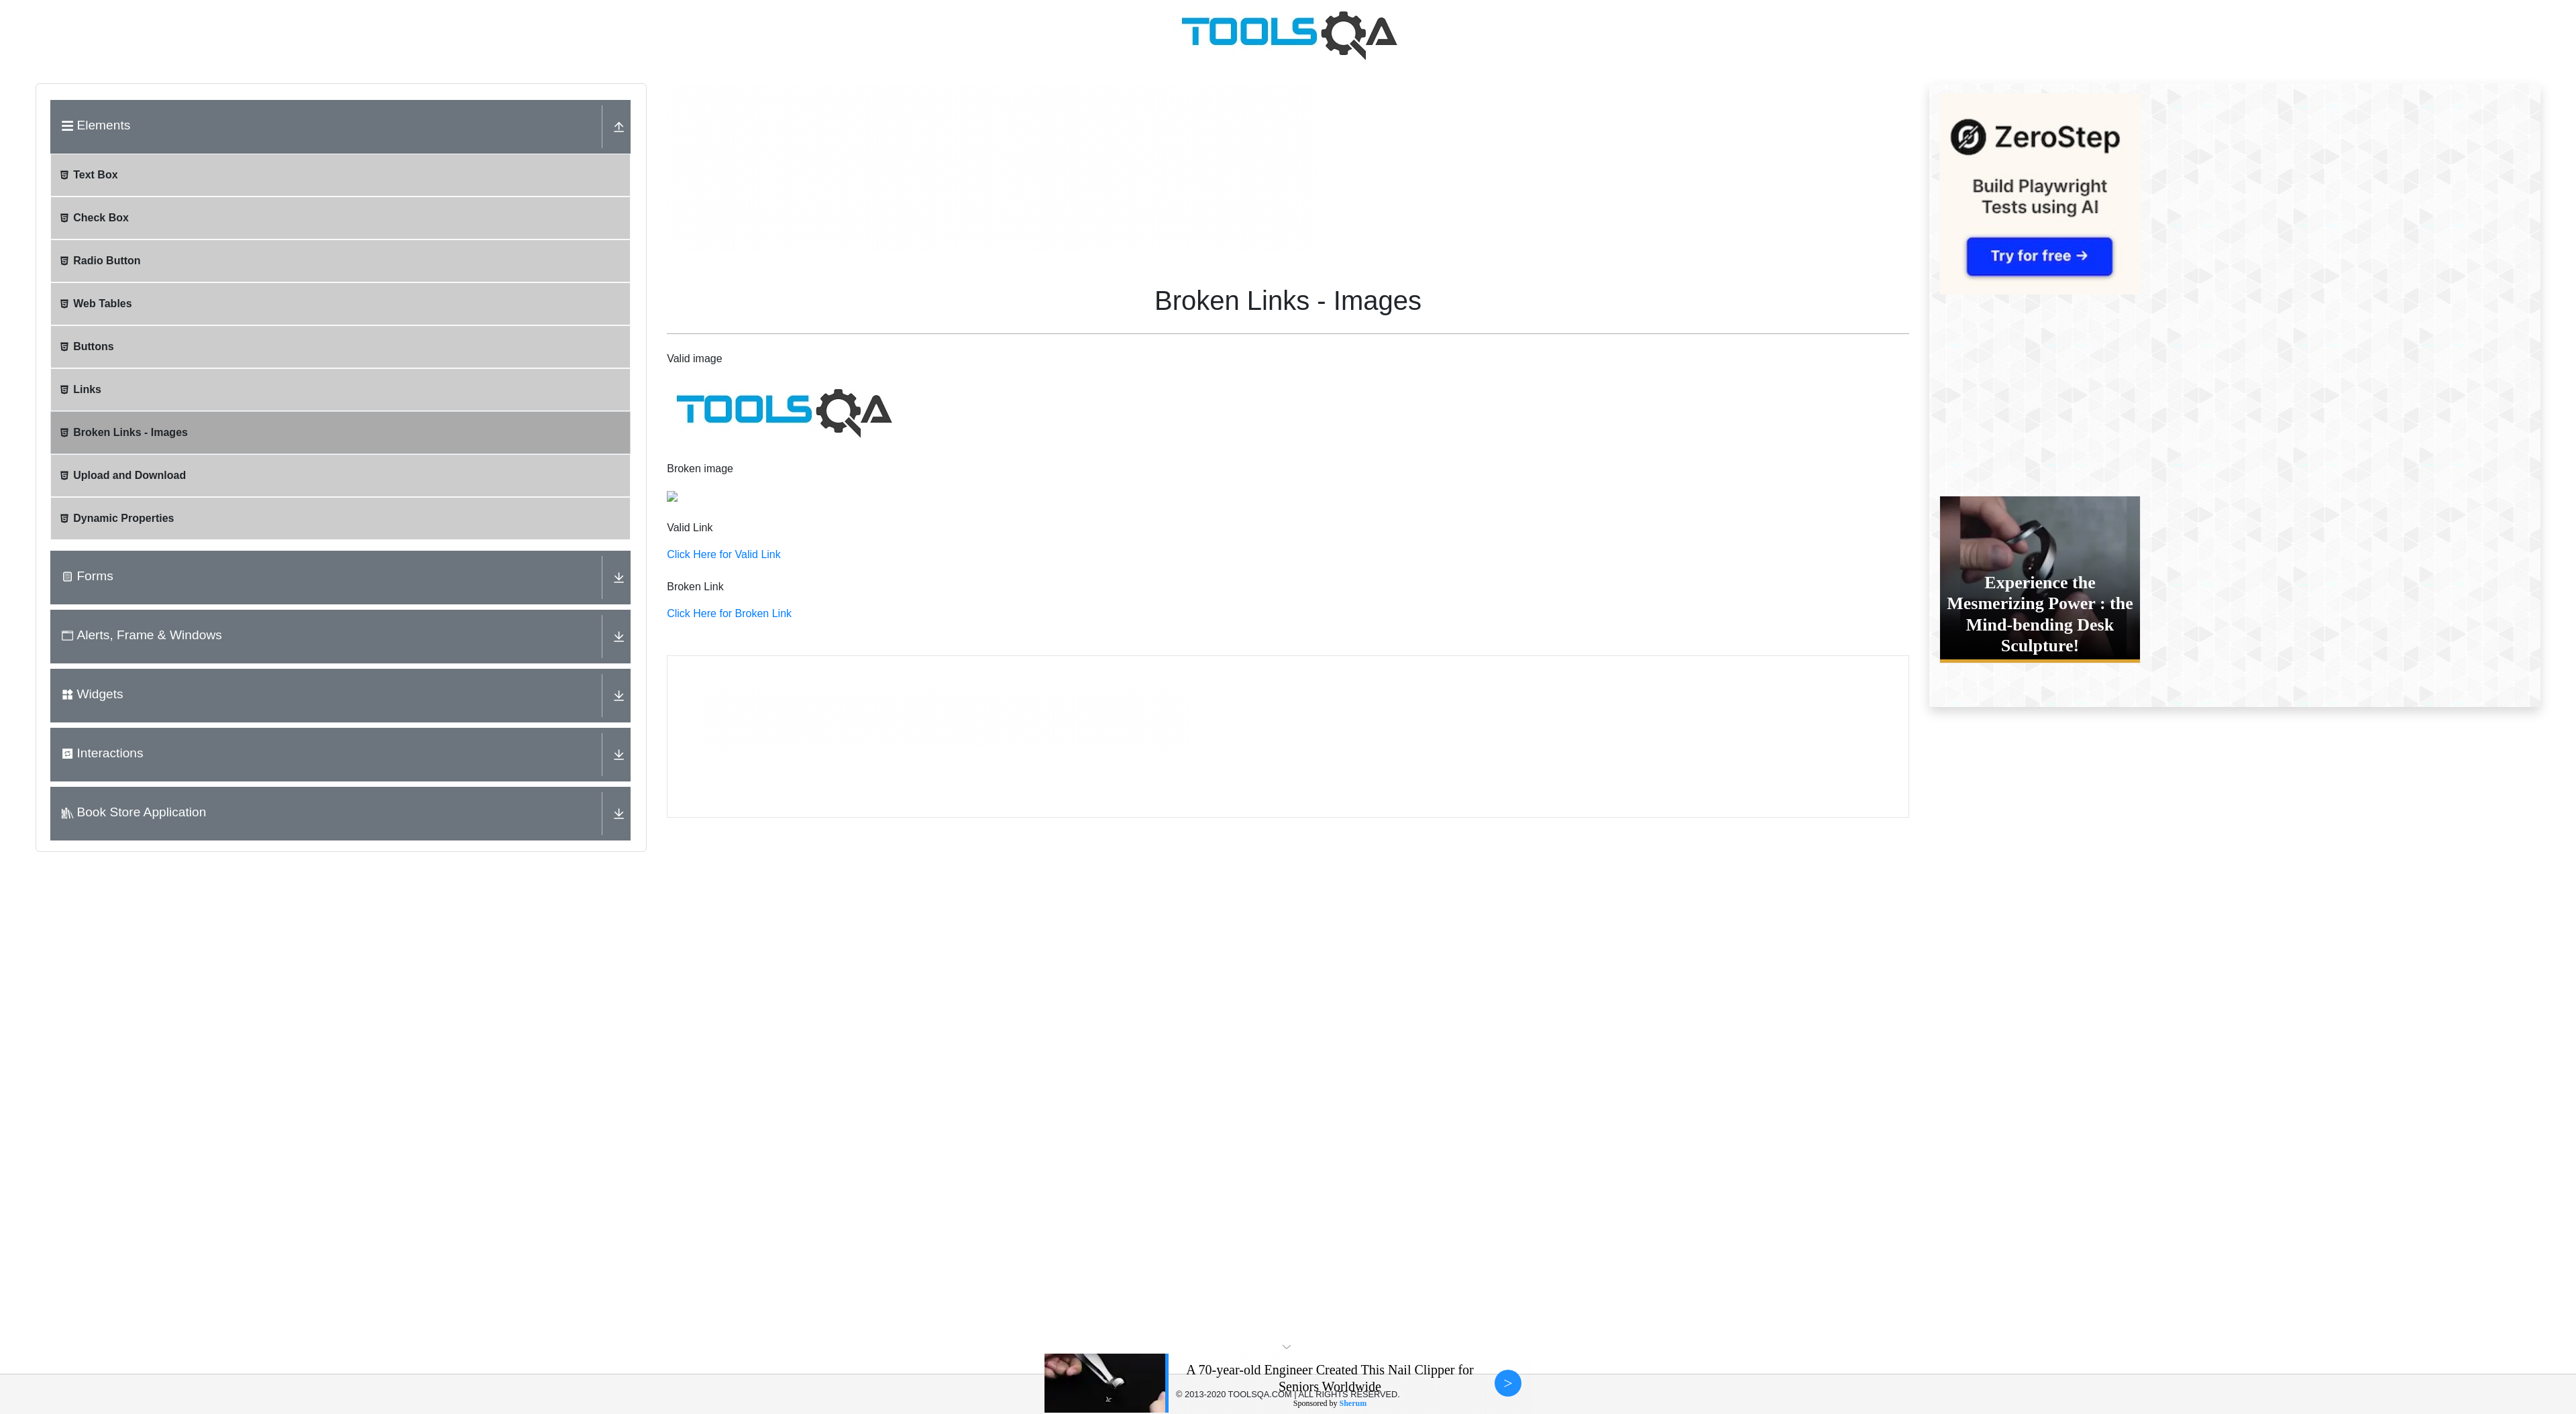 TOOLSQA
Elements
Text Box
Check Box
Radio Button
Web Tables
Buttons
Links
Broken Links - Images
Upload and Download
Dynamic Properties
Forms
Alerts, Frame & Windows
Widgets
Interactions
Book Store Application
Broken Links - Images
Valid image
TOOLSQA
Broken image
Valid Link
Click Here for Valid Link
Broken Link
Click Here for Broken Link
ZeroStep
Build Playwright
Tests using AI
Try for free →
Experience the
Mesmerizing Power : the
Mind-bending Desk
Sculpture!
A 70-year-old Engineer Created This Nail Clipper for
Seniors Worldwide
>
© 2013-2020 TOOLSQA.COM | ALL RIGHTS RESERVED.
Sponsored by Sherum